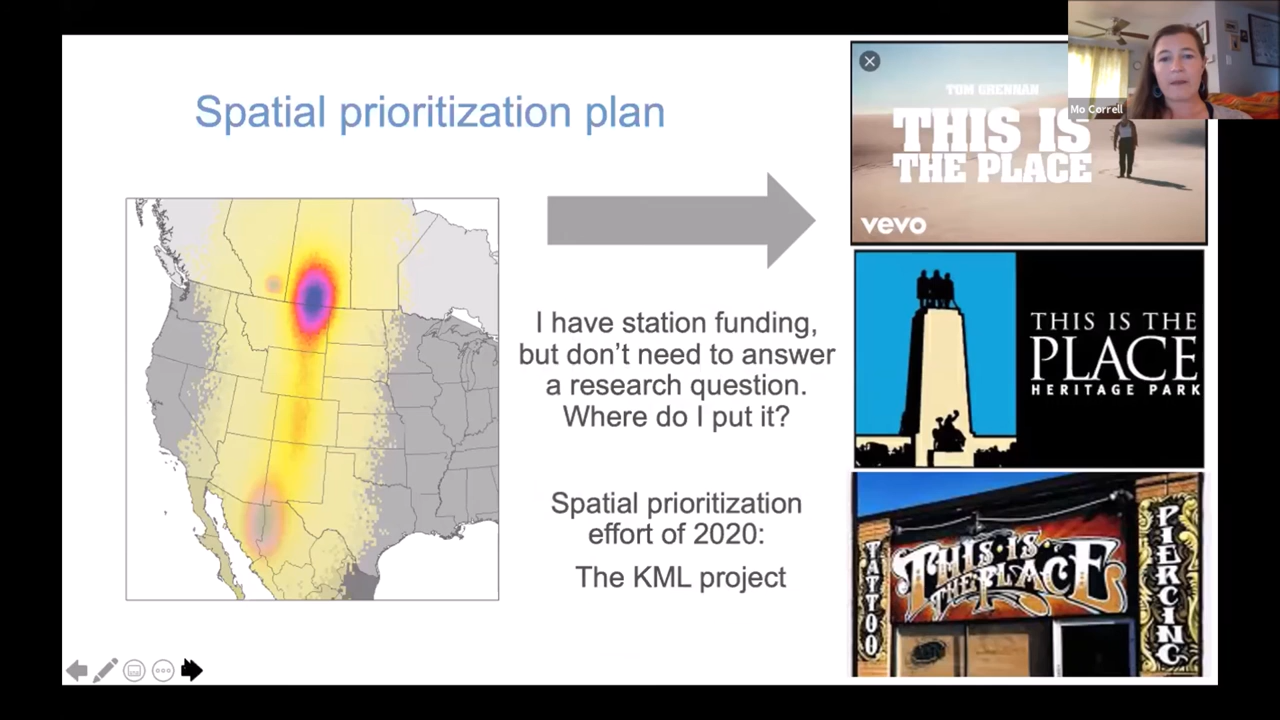 Spatial prioritization plan
I have station funding,
but don't need to answer
a research question.
Where do I put it?
Spatial prioritization
effort of 2020:
The KML project
TOM GRENNAN
THIS IS
THE PLACE
vevo
Mo Correll
THIS IS THE
PLACE
HERITAGE PARK
TATTOO
THIS·IS
THE PLACE
PIERCING